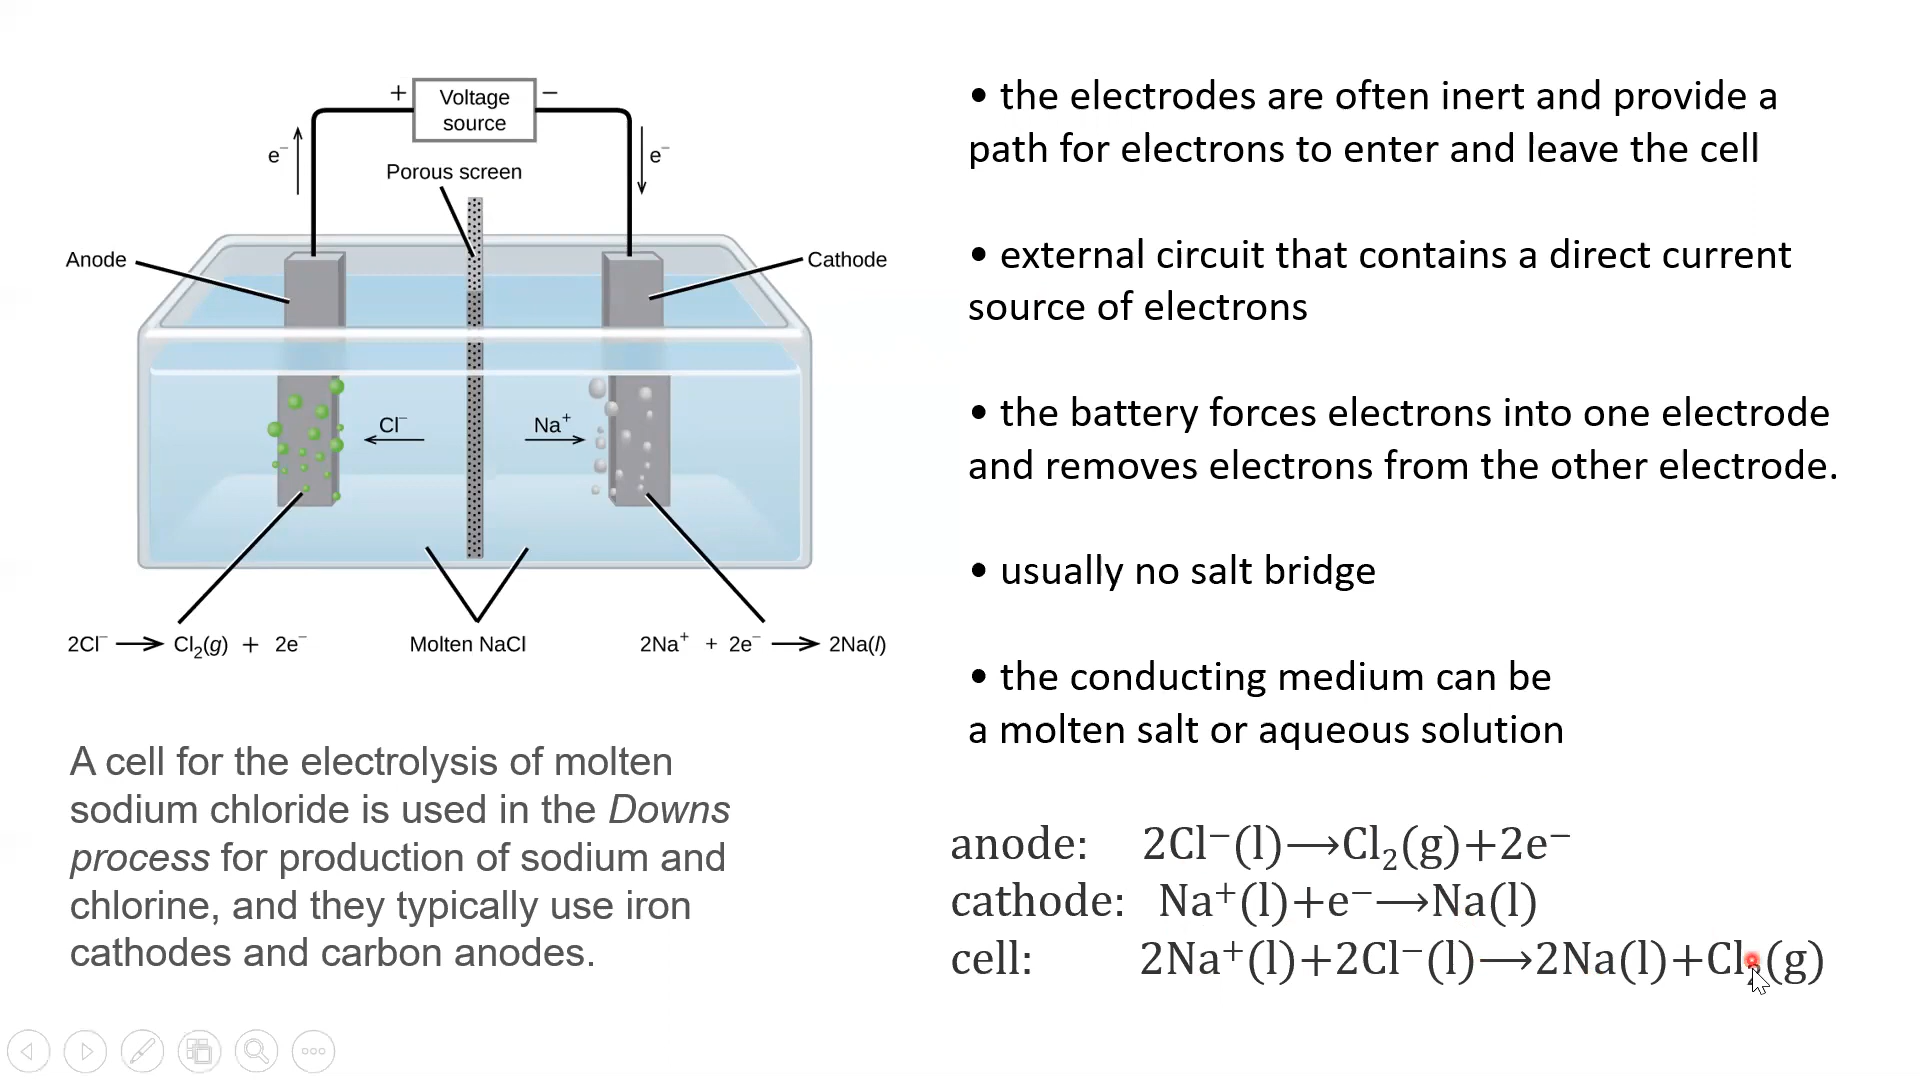 + Voltage −
source
e⁻ e⁻
Porous screen
Anode Cathode
Cl⁻ Na⁺
2Cl⁻ ⟶ Cl₂(g) + 2e⁻ Molten NaCl 2Na⁺ + 2e⁻ ⟶ 2Na(l)
A cell for the electrolysis of molten
sodium chloride is used in the Downs
process for production of sodium and
chlorine, and they typically use iron
cathodes and carbon anodes.
• the electrodes are often inert and provide a
path for electrons to enter and leave the cell
• external circuit that contains a direct current
source of electrons
• the battery forces electrons into one electrode
and removes electrons from the other electrode.
• usually no salt bridge
• the conducting medium can be
a molten salt or aqueous solution
anode: 2Cl⁻(l)⟶Cl₂(g)+2e⁻
cathode: Na⁺(l)+e⁻⟶Na(l)
cell: 2Na⁺(l)+2Cl⁻(l)⟶2Na(l)+Cl₂(g)